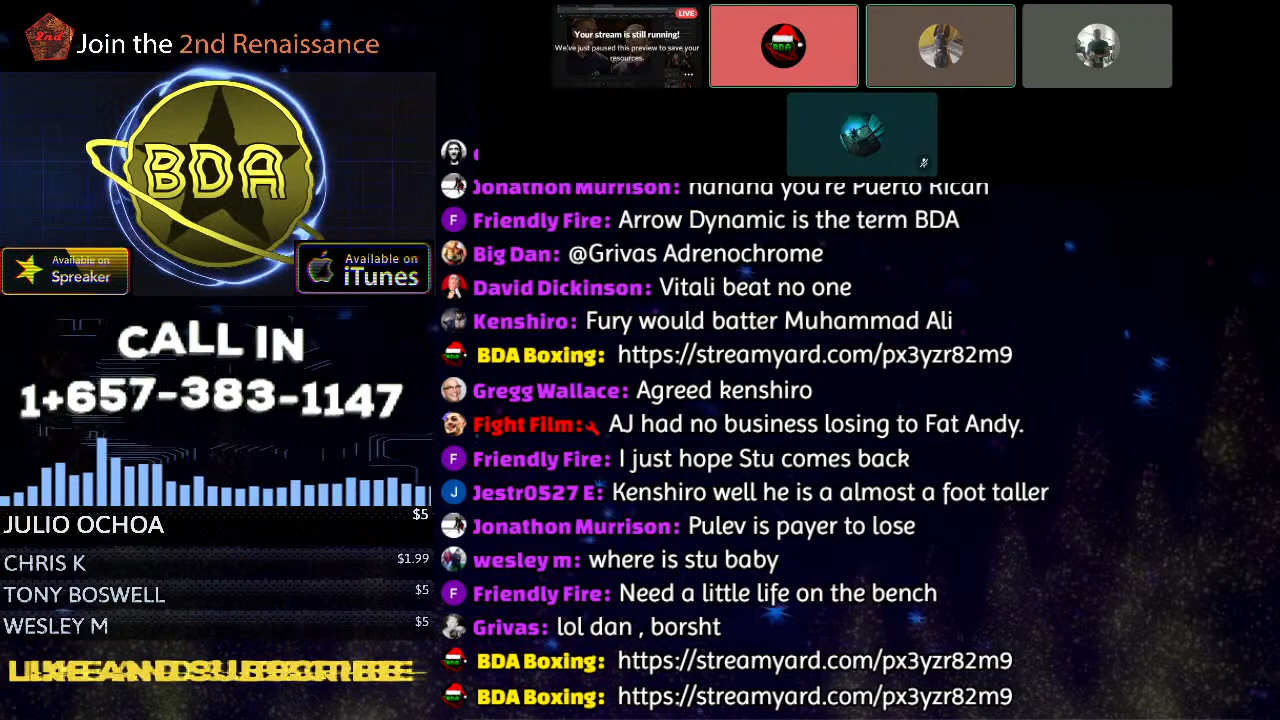 2nd
Join the 2nd Renaissance
BDA
Available on
Spreaker
Available on
iTunes
CALL IN
1+657-383-1147
JULIO OCHOA $5
CHRIS K $1.99
TONY BOSWELL $5
WESLEY M $5
LIKE AND SUBSCRIBE
LIVE
Your stream is still running!
We've just paused this preview to save your
resources.
BDA
Jonathon Murrison: hahaha you're Puerto Rican
Friendly Fire: Arrow Dynamic is the term BDA
Big Dan: @Grivas Adrenochrome
David Dickinson: Vitali beat no one
Kenshiro: Fury would batter Muhammad Ali
BDA Boxing: https://streamyard.com/px3yzr82m9
Gregg Wallace: Agreed kenshiro
Fight Film: AJ had no business losing to Fat Andy.
Friendly Fire: I just hope Stu comes back
Jestr0527 E: Kenshiro well he is a almost a foot taller
Jonathon Murrison: Pulev is payer to lose
wesley m: where is stu baby
Friendly Fire: Need a little life on the bench
Grivas: lol dan , borsht
BDA Boxing: https://streamyard.com/px3yzr82m9
BDA Boxing: https://streamyard.com/px3yzr82m9